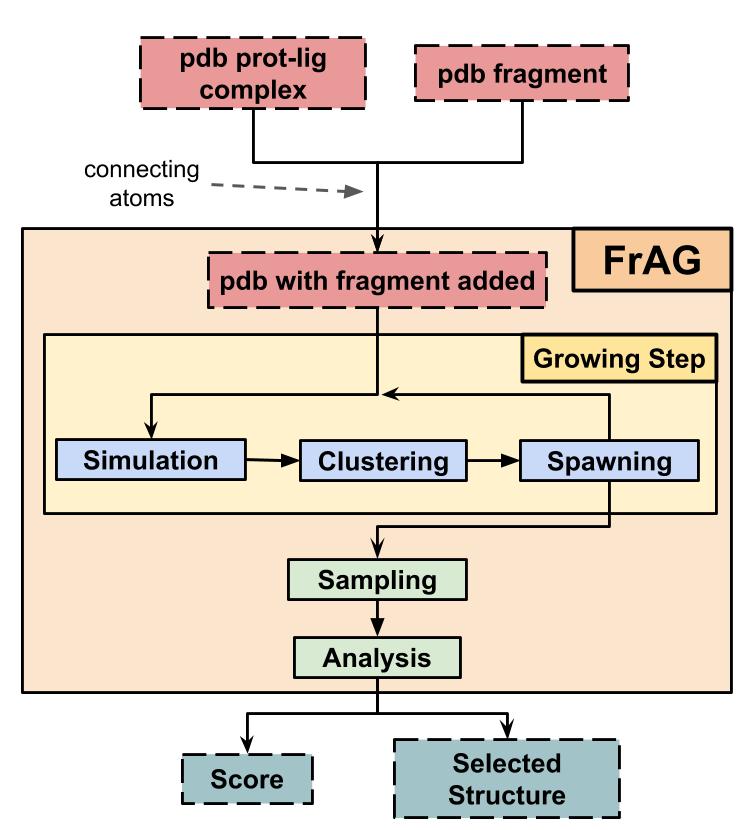 pdb prot-lig
complex
pdb fragment
connecting
atoms
FrAG
pdb with fragment added
Growing Step
Simulation
Clustering
Spawning
Sampling
Analysis
Score
Selected
Structure